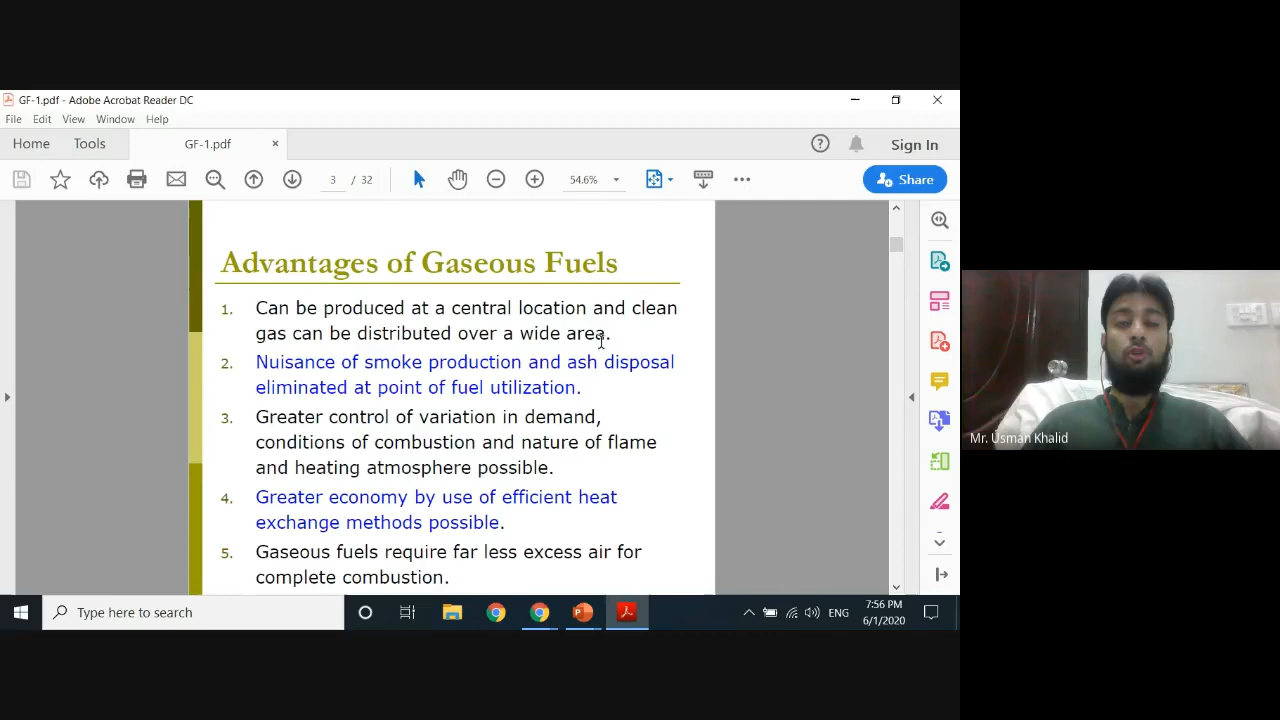 GF-1.pdf - Adobe Acrobat Reader DC
File Edit View Window Help
Home Tools GF-1.pdf × Sign In
3 / 32 54.6% Share
Advantages of Gaseous Fuels
1. Can be produced at a central location and clean
gas can be distributed over a wide area.
2. Nuisance of smoke production and ash disposal
eliminated at point of fuel utilization.
3. Greater control of variation in demand,
conditions of combustion and nature of flame
and heating atmosphere possible.
4. Greater economy by use of efficient heat
exchange methods possible.
5. Gaseous fuels require far less excess air for
complete combustion.
Mr. Usman Khalid
Type here to search
ENG
7:56 PM
6/1/2020